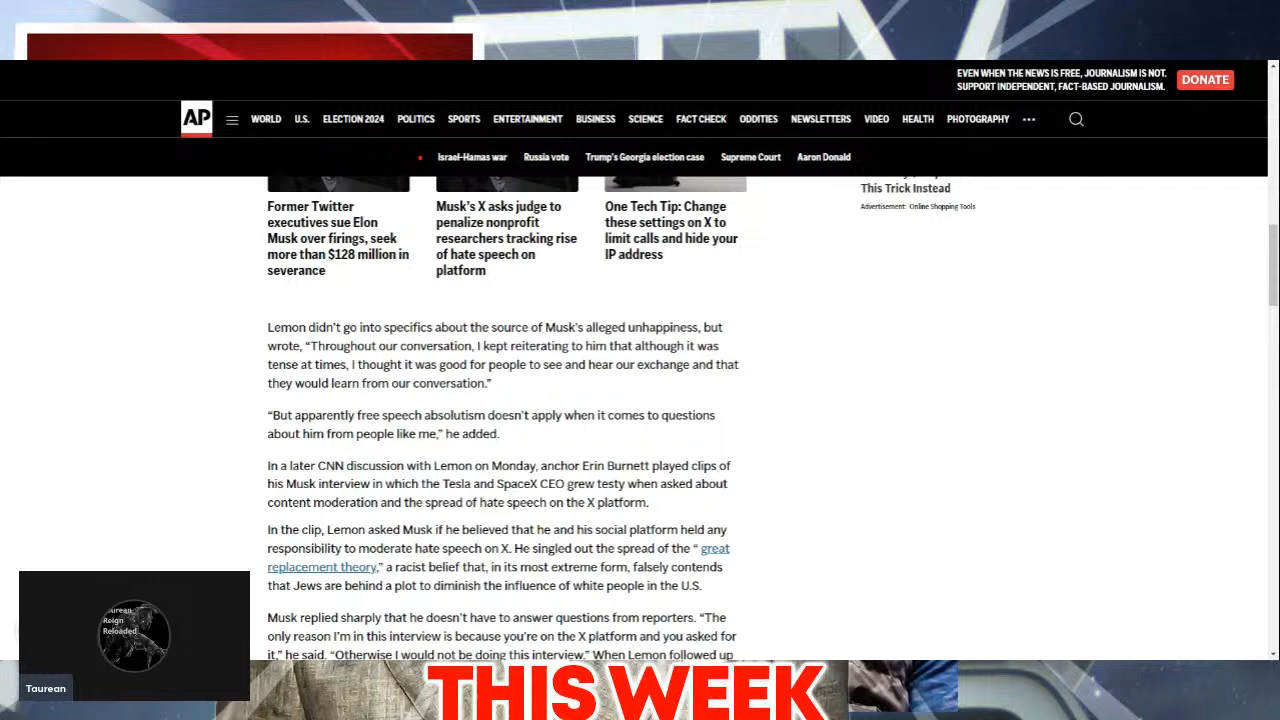 EVEN WHEN THE NEWS IS FREE, JOURNALISM IS NOT.
SUPPORT INDEPENDENT, FACT-BASED JOURNALISM.
DONATE
AP
WORLD U.S. ELECTION 2024 POLITICS SPORTS ENTERTAINMENT BUSINESS SCIENCE FACT CHECK ODDITIES NEWSLETTERS VIDEO HEALTH PHOTOGRAPHY
Israel-Hamas war Russia vote Trump's Georgia election case Supreme Court Aaron Donald
This Trick Instead
Advertisement: Online Shopping Tools
Former Twitter
executives sue Elon
Musk over firings, seek
more than $128 million in
severance
Musk's X asks judge to
penalize nonprofit
researchers tracking rise
of hate speech on
platform
One Tech Tip: Change
these settings on X to
limit calls and hide your
IP address
Lemon didn't go into specifics about the source of Musk's alleged unhappiness, but
wrote, “Throughout our conversation, I kept reiterating to him that although it was
tense at times, I thought it was good for people to see and hear our exchange and that
they would learn from our conversation.”
“But apparently free speech absolutism doesn't apply when it comes to questions
about him from people like me,” he added.
In a later CNN discussion with Lemon on Monday, anchor Erin Burnett played clips of
his Musk interview in which the Tesla and SpaceX CEO grew testy when asked about
content moderation and the spread of hate speech on the X platform.
In the clip, Lemon asked Musk if he believed that he and his social platform held any
responsibility to moderate hate speech on X. He singled out the spread of the “ great
replacement theory,” a racist belief that, in its most extreme form, falsely contends
that Jews are behind a plot to diminish the influence of white people in the U.S.
Musk replied sharply that he doesn't have to answer questions from reporters. “The
only reason I'm in this interview is because you're on the X platform and you asked for
it,” he said. “Otherwise I would not be doing this interview.” When Lemon followed up
Reign
Reloaded
Taurean
THIS WEEK